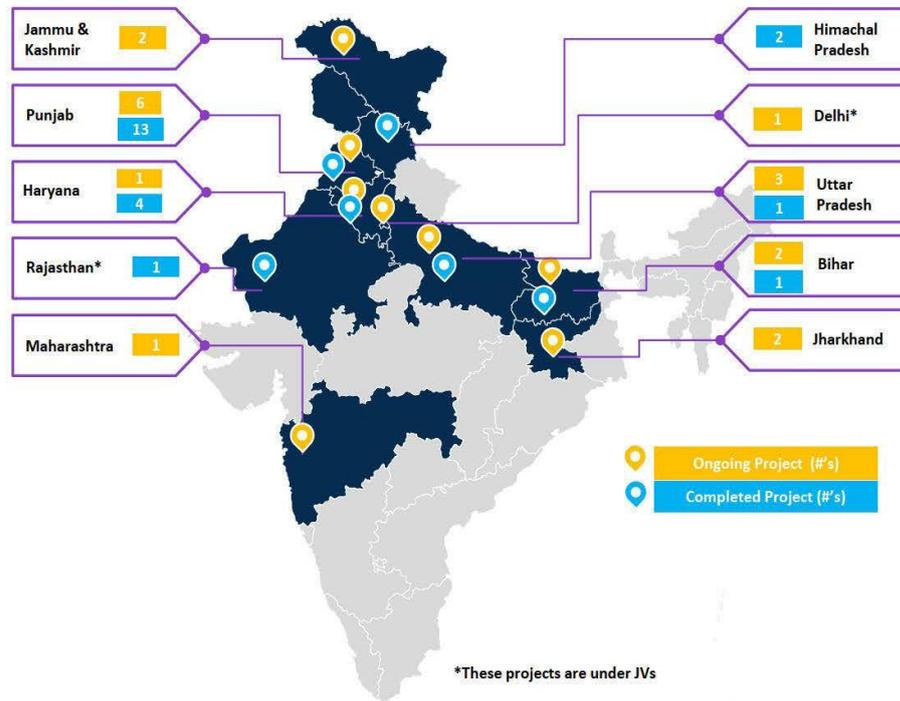 Jammu &
Kashmir
2
Punjab
6
13
Haryana
1
4
Rajasthan*
1
Maharashtra
1
2
Himachal
Pradesh
1
Delhi*
3
1
Uttar
Pradesh
2
1
Bihar
2
Jharkhand
Ongoing Project (#'s)
Completed Project (#'s)
*These projects are under JVs